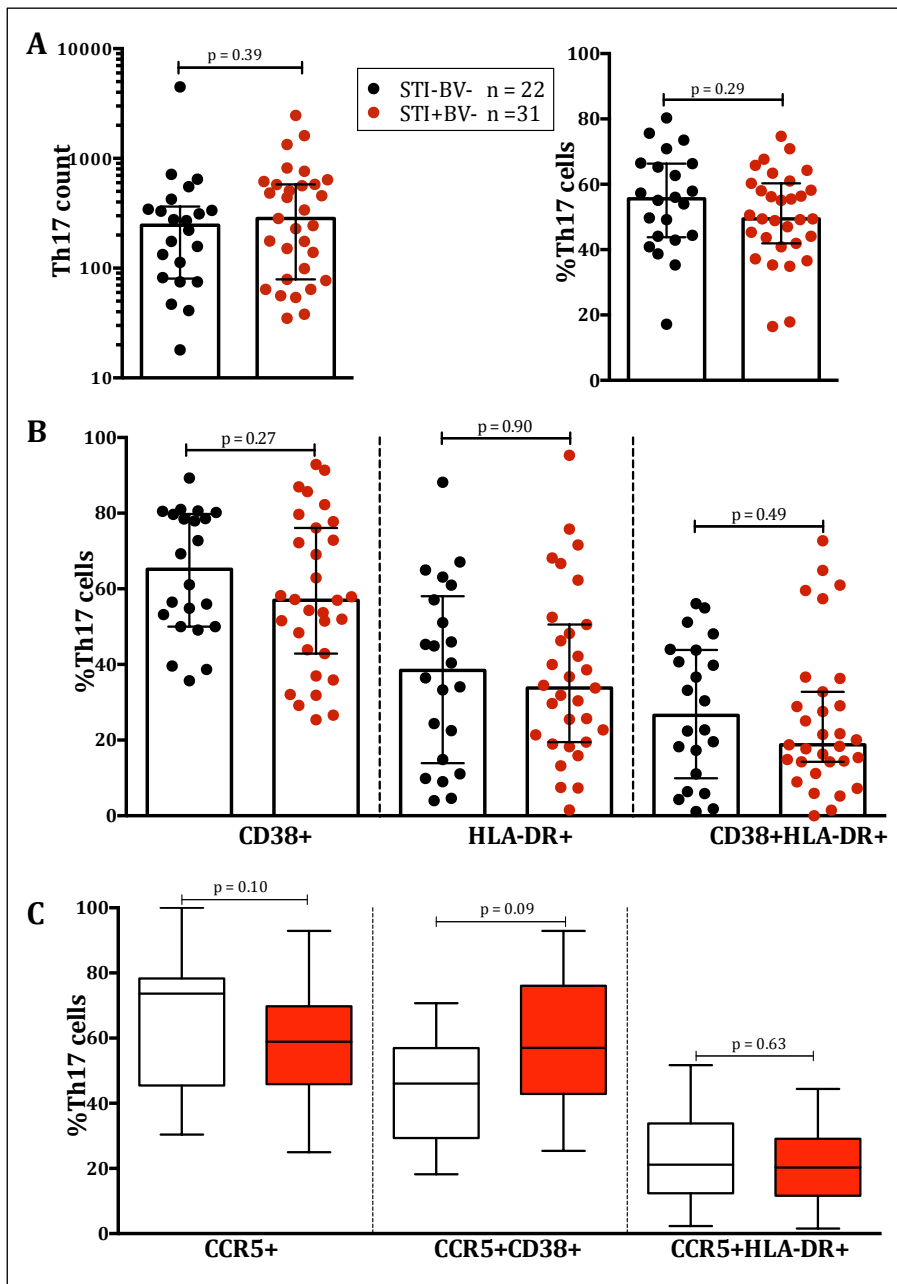 A
p = 0.39
Th17 count
10000
1000
100
10
STI-BV- n = 22
STI+BV- n =31
p = 0.29
%Th17 cells
100
80
60
40
20
0
B
p = 0.27
p = 0.90
p = 0.49
%Th17 cells
100
80
60
40
20
0
CD38+
HLA-DR+
CD38+HLA-DR+
C
p = 0.10
p = 0.09
p = 0.63
%Th17 cells
100
80
60
40
20
0
CCR5+
CCR5+CD38+
CCR5+HLA-DR+